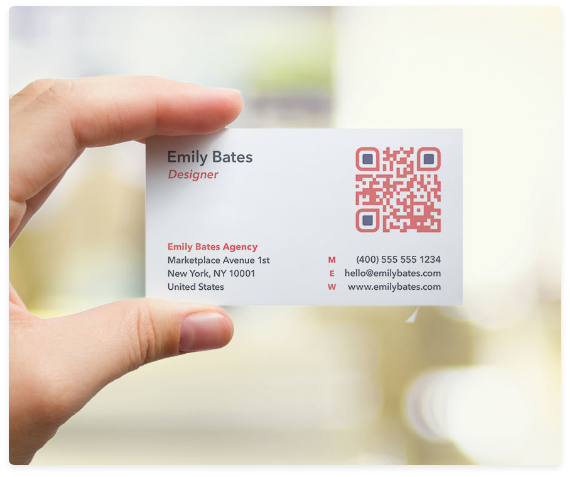 Emily Bates
Designer
Emily Bates Agency
Marketplace Avenue 1st
New York, NY 10001
United States
M (400) 555 555 1234
E hello@emilybates.com
W www.emilybates.com